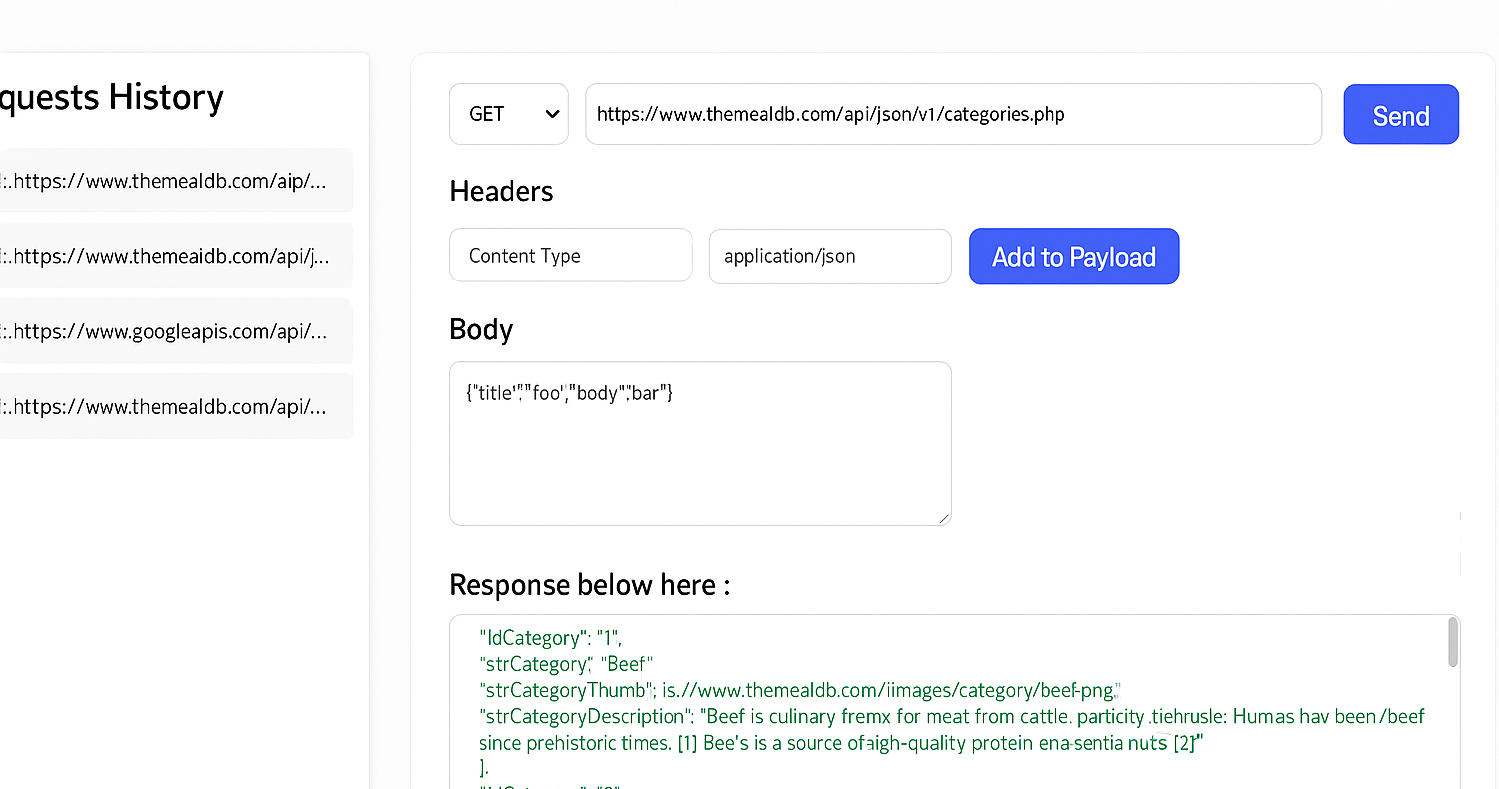 quests History
:.https://www.themealdb.com/aip/...
:.https://www.themeaidb.com/api/j...
:.https://www.googleapis.com/api/...
:.https://www.themealdb.com/api/...
GET
https://www.themealdb.com/api/json/v1/categories.php
Send
Headers
Content Type
application/json
Add to Payload
Body
{"title'","foo',"body","bar"}
Response below here :
"IdCategory": "1",
"strCategory," "Beef"
"strCategoryThumb"; is.//www.themealdb.com/iimages/category/beef-png,"
"strCategoryDescription": "Beef is culinary fremx for meat from cattle. particity .tiehrusle: Humas hav been /beef
since prehistoric times. [1] Bee's is a source of aigh-quality protein ena-sentia nuts [2]"
].